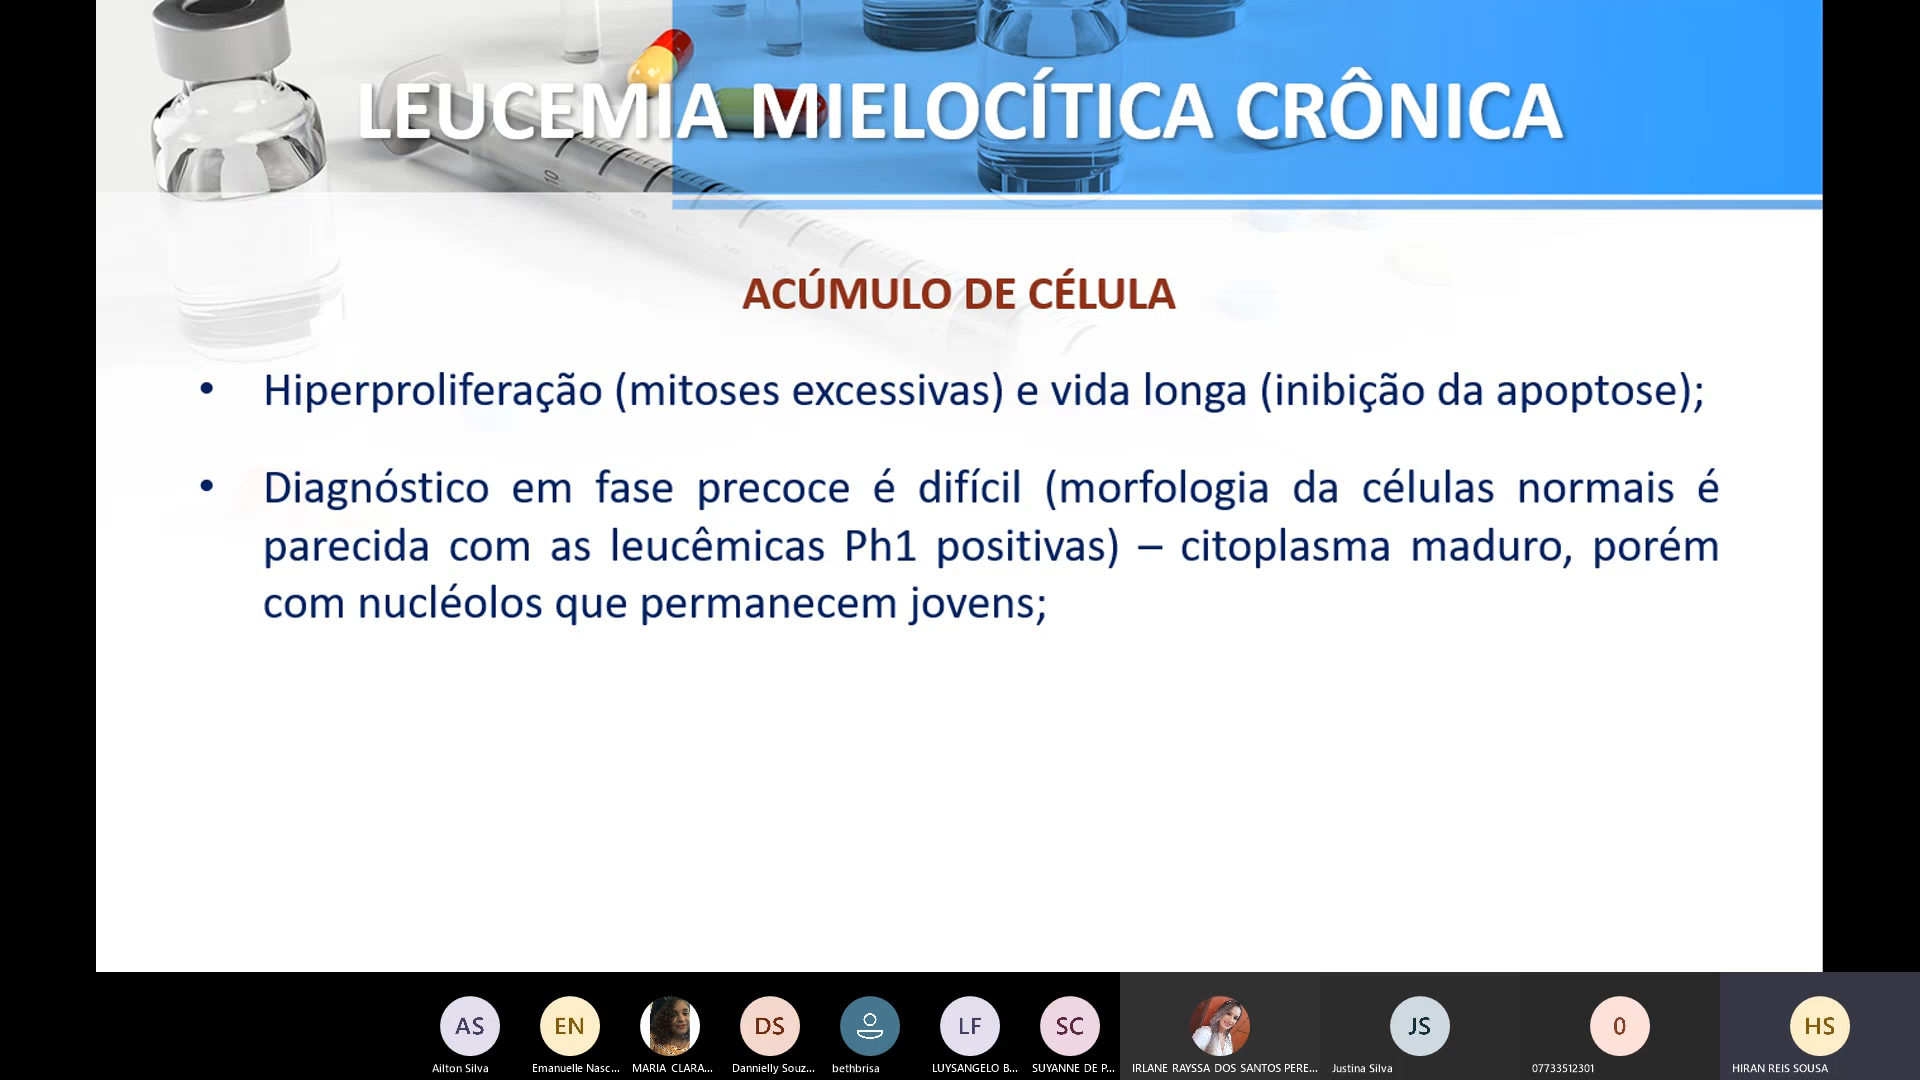 LEUCEMIA MIELOCÍTICA CRÔNICA
ACÚMULO DE CÉLULA
• Hiperproliferação (mitoses excessivas) e vida longa (inibição da apoptose);
• Diagnóstico em fase precoce é difícil (morfologia da células normais é
parecida com as leucêmicas Ph1 positivas) – citoplasma maduro, porém
com nucléolos que permanecem jovens;
10
AS
EN
DS
LF
SC
JS
0
HS
Ailton Silva
Emanuelle Nasc...
MARIA CLARA...
Dannielly Souz...
bethbrisa
LUYSANGELO B...
SUYANNE DE P...
IRLANE RAYSSA DOS SANTOS PERE...
Justina Silva
07733512301
HIRAN REIS SOUSA